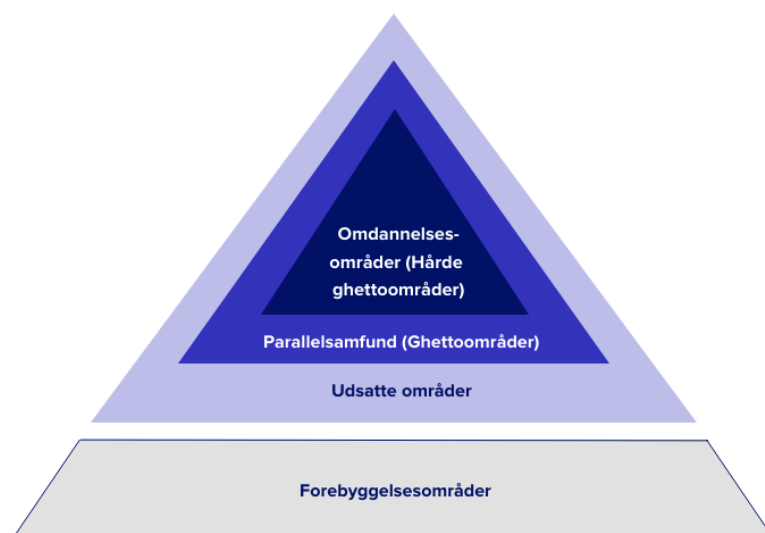 Omdannelses-
områder (Hårde
ghettoområder)
Parallelsamfund (Ghettoområder)
Udsatte områder
Forebyggelsesområder